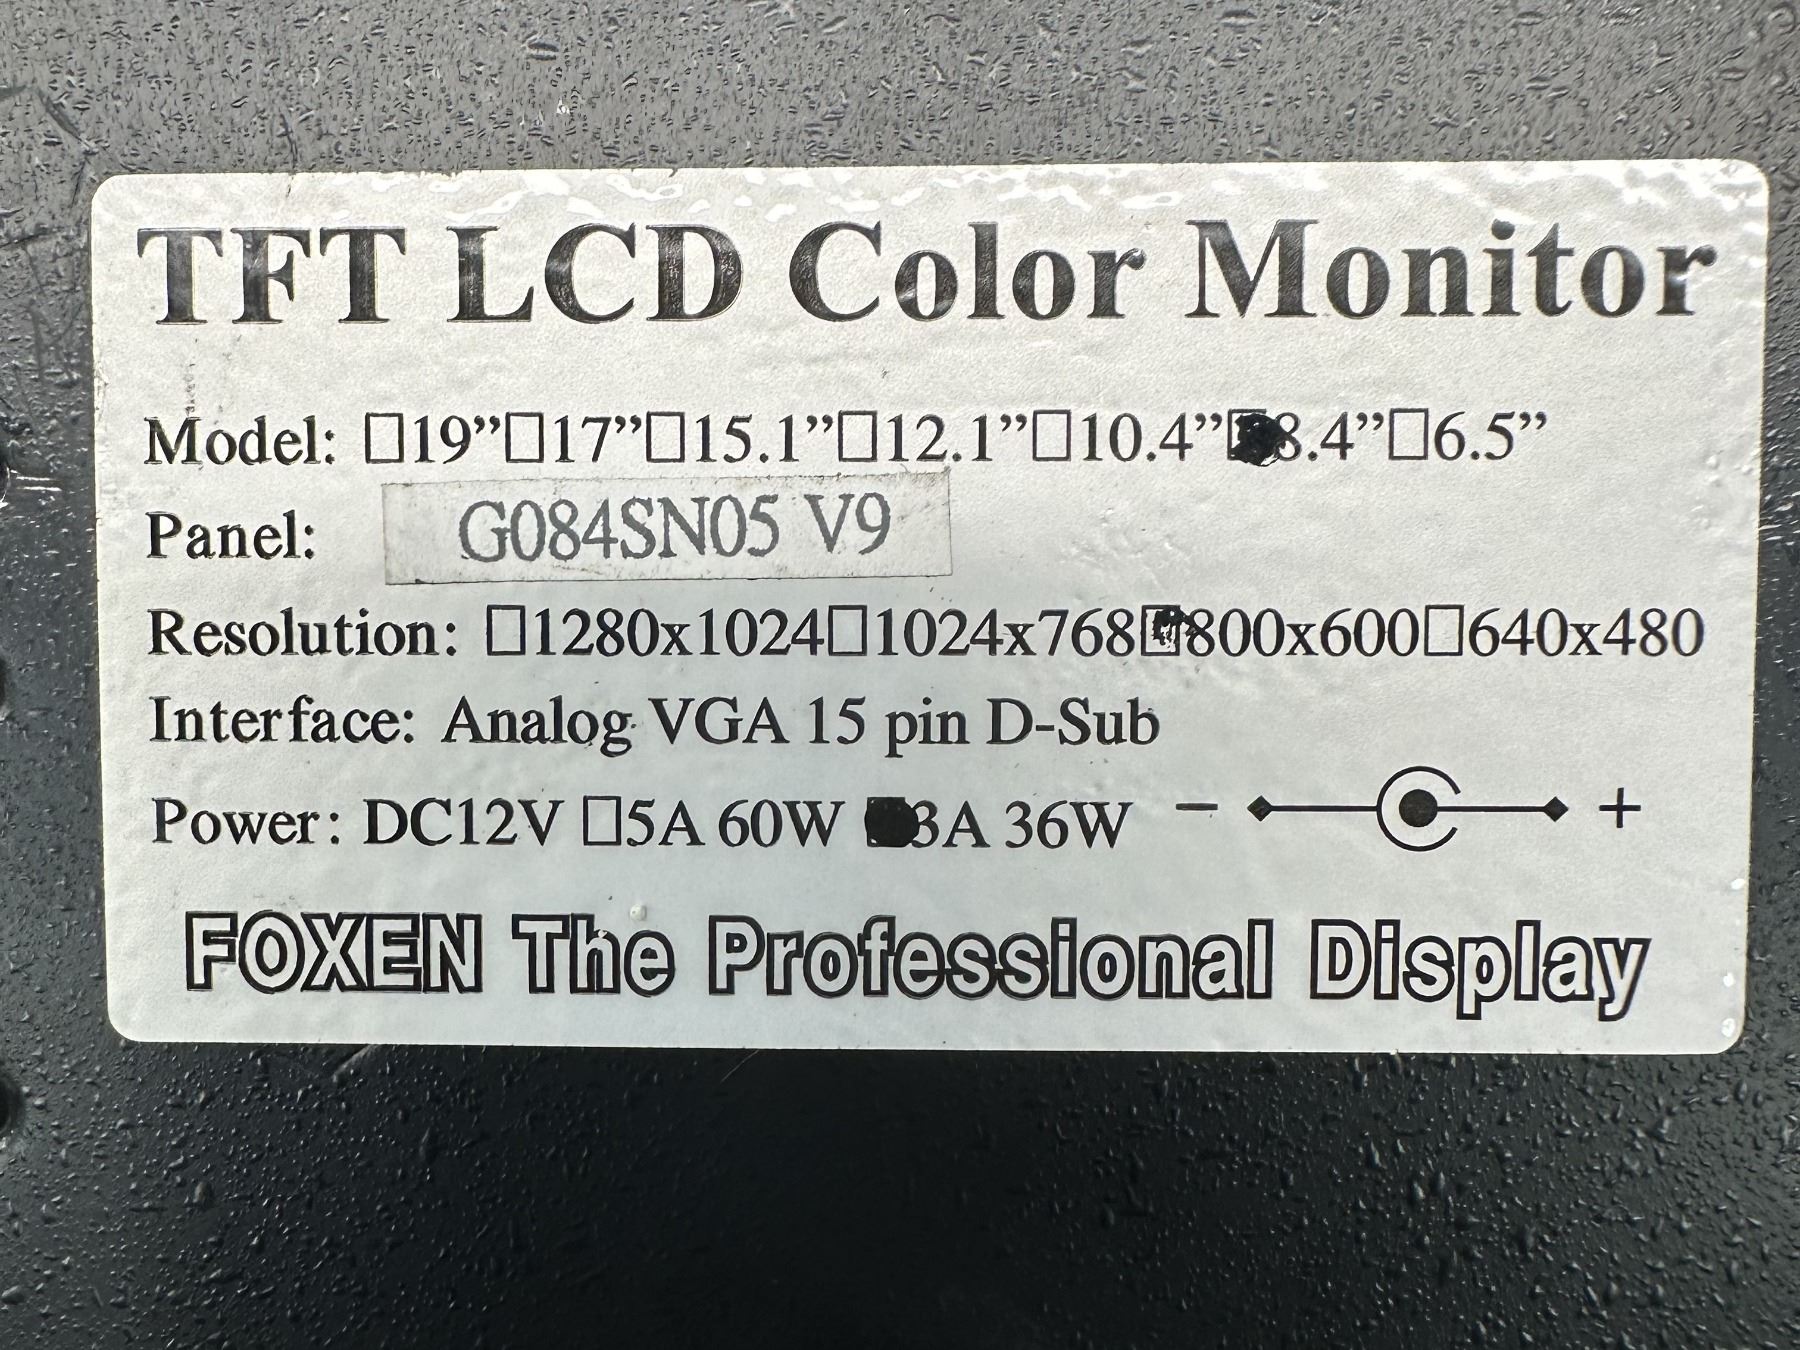 TFT LCD Color Monitor
Model: □19”□17”□15.1”□12.1”□10.4”■8.4”□6.5”
Panel: G084SN05 V9
Resolution: □1280x1024□1024x768■800x600□640x480
Interface: Analog VGA 15 pin D-Sub
Power: DC12V □5A 60W ■3A 36W − +
FOXEN The Professional Display